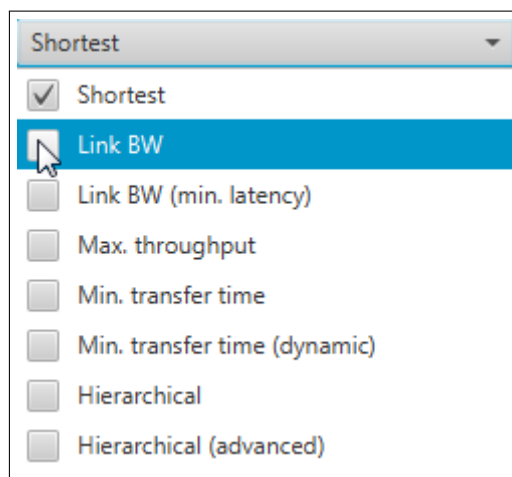 Shortest
Shortest
Link BW
Link BW (min. latency)
Max. throughput
Min. transfer time
Min. transfer time (dynamic)
Hierarchical
Hierarchical (advanced)